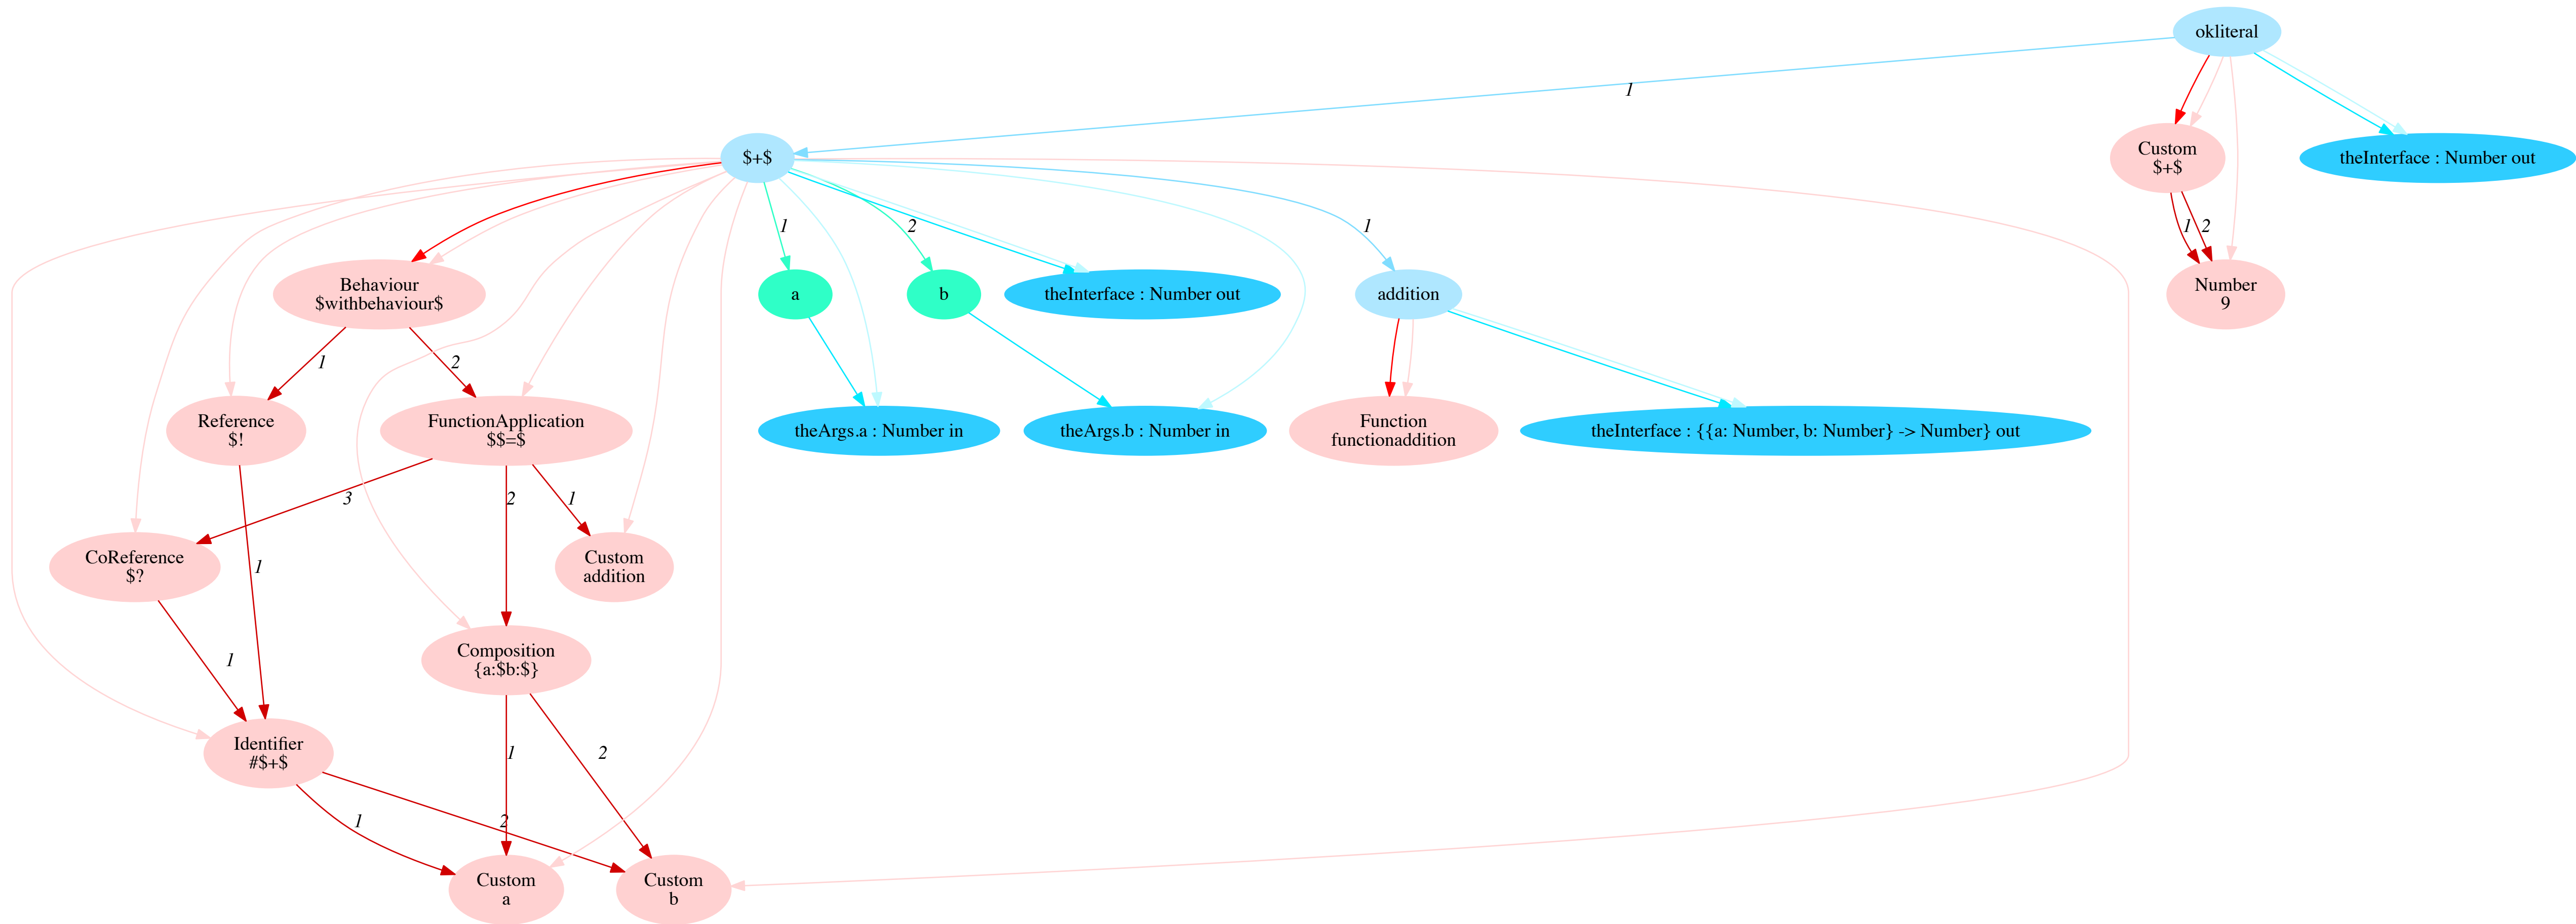 okliteral
1
$+$
Custom
$+$
theInterface : Number out
1
2
1
1
2
Behaviour
$withbehaviour$
a
b
theInterface : Number out
addition
Number
9
1
2
Reference
$!
FunctionApplication
$$=$
theArgs.a : Number in
theArgs.b : Number in
Function
functionaddition
theInterface : {{a: Number, b: Number} -> Number} out
3
2
1
CoReference
$?
1
Custom
addition
1
Composition
{a:$b:$}
Identifier
#$+$
1
2
1
2
Custom
a
Custom
b